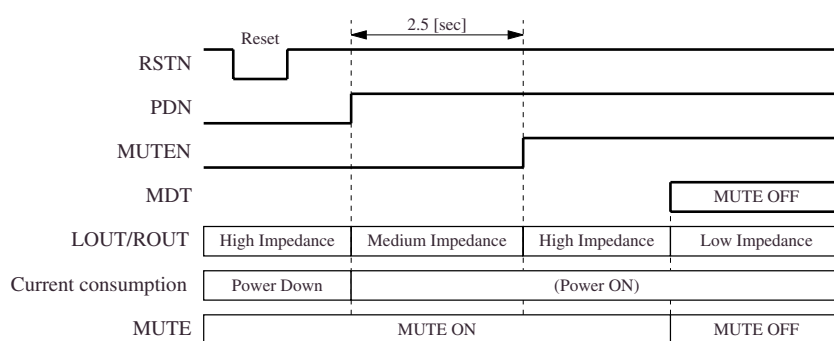 2.5 [sec]
Reset
RSTN
PDN
MUTEN
MDT MUTE OFF
LOUT/ROUT High Impedance Medium Impedance High Impedance Low Impedance
Current consumption Power Down (Power ON)
MUTE MUTE ON MUTE OFF